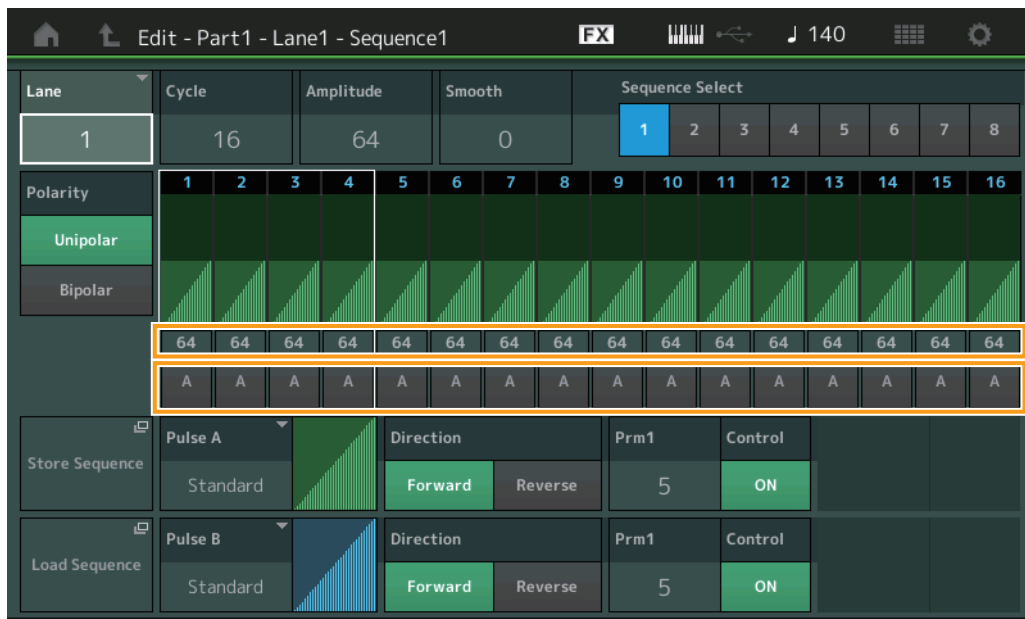 Edit - Part1 - Lane1 - Sequence1 FX 140
Lane Cycle Amplitude Smooth Sequence Select
1 16 64 0 1 2 3 4 5 6 7 8
Polarity 1 2 3 4 5 6 7 8 9 10 11 12 13 14 15 16
Unipolar
Bipolar
64 64 64 64 64 64 64 64 64 64 64 64 64 64 64 64
A A A A A A A A A A A A A A A A
Store Sequence Pulse A Direction Prm1 Control
Standard Forward Reverse 5 ON
Load Sequence Pulse B Direction Prm1 Control
Standard Forward Reverse 5 ON